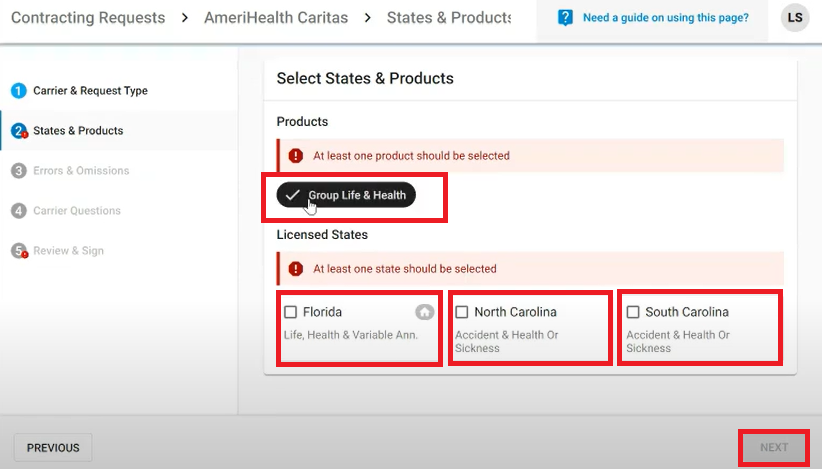 Contracting Requests > AmeriHealth Caritas > States & Products
? Need a guide on using this page?
LS
1 Carrier & Request Type
2 States & Products
3 Errors & Omissions
4 Carrier Questions
5 Review & Sign
Select States & Products
Products
! At least one product should be selected
Group Life & Health
Licensed States
! At least one state should be selected
Florida
Life, Health & Variable Ann.
North Carolina
Accident & Health Or
Sickness
South Carolina
Accident & Health Or
Sickness
PREVIOUS
NEXT